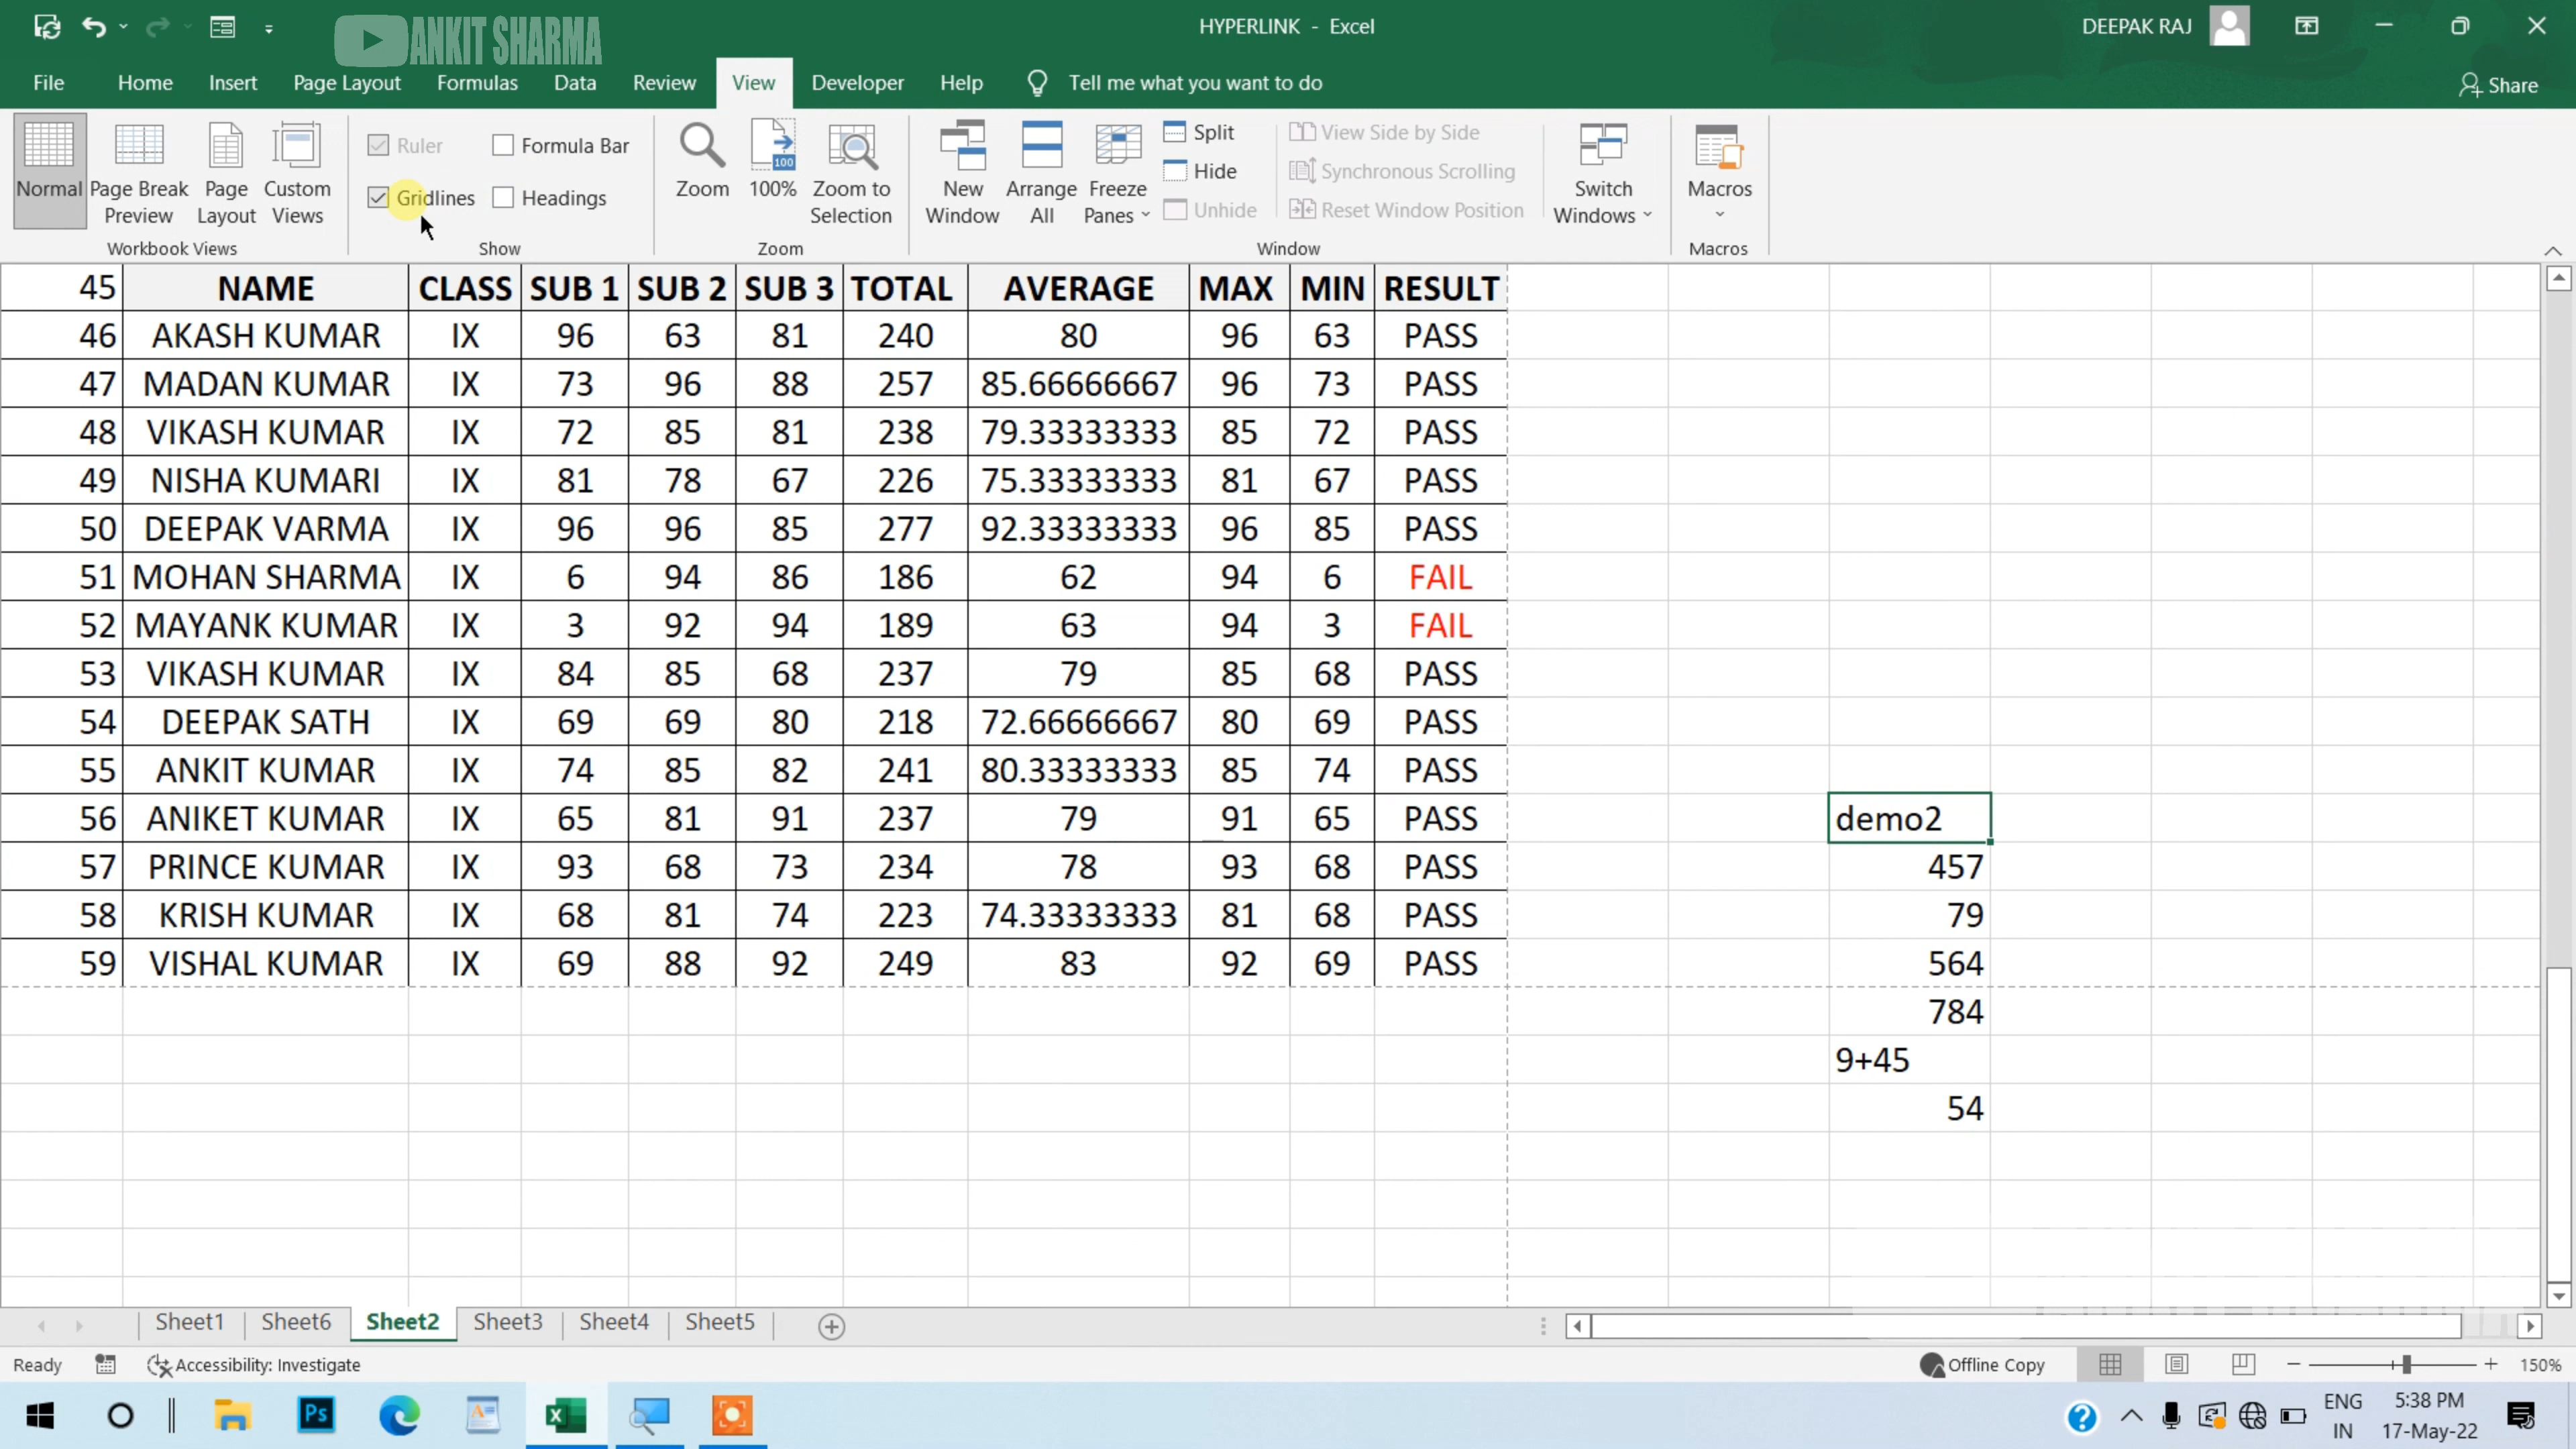 ANKIT SHARMA
HYPERLINK - Excel
DEEPAK RAJ
File Home Insert Page Layout Formulas Data Review View Developer Help Tell me what you want to do Share
Normal
Page Break Preview
Page Layout
Custom Views
Workbook Views
Ruler
Formula Bar
Gridlines
Headings
Show
Zoom
100
100%
Zoom to Selection
Zoom
New Window
Arrange All
Freeze Panes
Split
Hide
Unhide
View Side by Side
Synchronous Scrolling
Reset Window Position
Window
Switch Windows
Macros
Macros
45 NAME CLASS SUB 1 SUB 2 SUB 3 TOTAL AVERAGE MAX MIN RESULT
46 AKASH KUMAR IX 96 63 81 240 80 96 63 PASS
47 MADAN KUMAR IX 73 96 88 257 85.66666667 96 73 PASS
48 VIKASH KUMAR IX 72 85 81 238 79.33333333 85 72 PASS
49 NISHA KUMARI IX 81 78 67 226 75.33333333 81 67 PASS
50 DEEPAK VARMA IX 96 96 85 277 92.33333333 96 85 PASS
51 MOHAN SHARMA IX 6 94 86 186 62 94 6 FAIL
52 MAYANK KUMAR IX 3 92 94 189 63 94 3 FAIL
53 VIKASH KUMAR IX 84 85 68 237 79 85 68 PASS
54 DEEPAK SATH IX 69 69 80 218 72.66666667 80 69 PASS
55 ANKIT KUMAR IX 74 85 82 241 80.33333333 85 74 PASS
56 ANIKET KUMAR IX 65 81 91 237 79 91 65 PASS demo2
57 PRINCE KUMAR IX 93 68 73 234 78 93 68 PASS 457
58 KRISH KUMAR IX 68 81 74 223 74.33333333 81 68 PASS 79
59 VISHAL KUMAR IX 69 88 92 249 83 92 69 PASS 564
784
9+45
54
Sheet1 Sheet6 Sheet2 Sheet3 Sheet4 Sheet5
Ready Accessibility: Investigate Offline Copy 150%
Ps
ENG
IN
5:38 PM
17-May-22